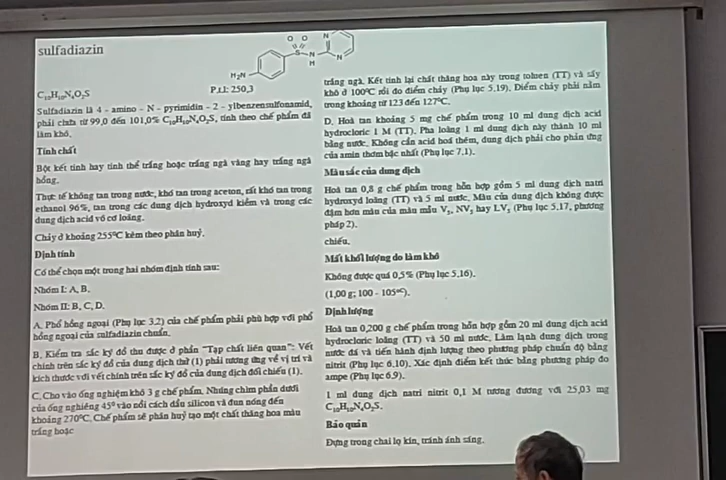 sulfadiazin
O O
S
N
H
N
N
H₂N
C₁₀H₁₀N₄O₂S P.t.l: 250,3
Sulfadiazin là 4 - amino - N - pyrimidin - 2 - ylbenzensulfonamid,
phải chứa từ 99,0 đến 101,0% C₁₀H₁₀N₄O₂S, tính theo chế phẩm đã
làm khô.
Tính chất
Bột kết tinh hay tinh thể trắng hoặc trắng ngà vàng hay trắng ngà
hồng.
Thực tế không tan trong nước, khó tan trong aceton, rất khó tan trong
ethanol 96%, tan trong các dung dịch hydroxyd kiềm và trong các
dung dịch acid vô cơ loãng.
Chảy ở khoảng 255ºC kèm theo phân huỷ.
Định tính
Có thể chọn một trong hai nhóm định tính sau:
Nhóm I: A, B.
Nhóm II: B, C, D.
A. Phổ hồng ngoại (Phụ lục 3.2) của chế phẩm phải phù hợp với phổ
hồng ngoại của sulfadiazin chuẩn.
B. Kiểm tra sắc ký đồ thu được ở phần "Tạp chất liên quan": Vết
chính trên sắc ký đồ của dung dịch thử (1) phải tương ứng về vị trí và
kích thước với vết chính trên sắc ký đồ của dung dịch đối chiếu (1).
C. Cho vào ống nghiệm khô 3 g chế phẩm. Nhúng chìm phần dưới
của ống nghiêng 45º vào nồi cách dầu silicon và đun nóng đến
khoảng 270ºC. Chế phẩm sẽ phân huỷ tạo một chất thăng hoa màu
trắng hoặc
trắng ngà. Kết tinh lại chất thăng hoa này trong toluen (TT) và sấy
khô ở 100ºC rồi đo điểm chảy (Phụ lục 5.19). Điểm chảy phải nằm
trong khoảng từ 123 đến 127ºC.
D. Hoà tan khoảng 5 mg chế phẩm trong 10 ml dung dịch acid
hydrocloric 1 M (TT). Pha loãng 1 ml dung dịch này thành 10 ml
bằng nước. Không cần acid hoá thêm, dung dịch phải cho phản ứng
của amin thơm bậc nhất (Phụ lục 7.1).
Màu sắc của dung dịch
Hoà tan 0,8 g chế phẩm trong hỗn hợp gồm 5 ml dung dịch natri
hydroxyd loãng (TT) và 5 ml nước. Màu của dung dịch không được
đậm hơn màu của màu mẫu V₅, NV₅ hay LV₅ (Phụ lục 5.17, phương
pháp 2).
chiếu.
Mất khối lượng do làm khô
Không được quá 0,5% (Phụ lục 5.16).
(1,00 g; 100 - 105ºC).
Định lượng
Hoà tan 0,200 g chế phẩm trong hỗn hợp gồm 20 ml dung dịch acid
hydrocloric loãng (TT) và 50 ml nước. Làm lạnh dung dịch trong
nước đá và tiến hành định lượng theo phương pháp chuẩn độ bằng
nitrit (Phụ lục 6.10). Xác định điểm kết thúc bằng phương pháp đo
ampe (Phụ lục 6.9).
1 ml dung dịch natri nitrit 0,1 M tương đương với 25,03 mg
C₁₀H₁₀N₄O₂S.
Bảo quản
Đựng trong chai lọ kín, tránh ánh sáng.